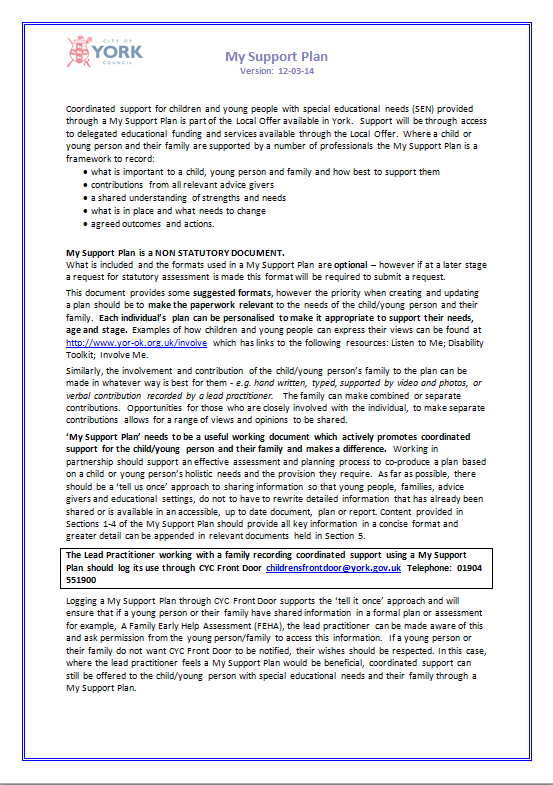 CITY OF
YORK
COUNCIL
My Support Plan
Version: 12-03-14
Coordinated support for children and young people with special educational needs (SEN) provided
through a My Support Plan is part of the Local Offer available in York. Support will be through access
to delegated educational funding and services available through the Local Offer. Where a child or
young person and their family are supported by a number of professionals the My Support Plan is a
framework to record:
• what is important to a child, young person and family and how best to support them
• contributions from all relevant advice givers
• a shared understanding of strengths and needs
• what is in place and what needs to change
• agreed outcomes and actions.
My Support Plan is a NON STATUTORY DOCUMENT.
What is included and the formats used in a My Support Plan are optional – however if at a later stage
a request for statutory assessment is made this format will be required to submit a request.
This document provides some suggested formats, however the priority when creating and updating
a plan should be to make the paperwork relevant to the needs of the child/young person and their
family. Each individual's plan can be personalised to make it appropriate to support their needs,
age and stage. Examples of how children and young people can express their views can be found at
http://www.yor-ok.org.uk/involve which has links to the following resources: Listen to Me; Disability
Toolkit; Involve Me.
Similarly, the involvement and contribution of the child/young person's family to the plan can be
made in whatever way is best for them - e.g. hand written, typed, supported by video and photos, or
verbal contribution recorded by a lead practitioner. The family can make combined or separate
contributions. Opportunities for those who are closely involved with the individual, to make separate
contributions allows for a range of views and opinions to be shared.
'My Support Plan' needs to be a useful working document which actively promotes coordinated
support for the child/young person and their family and makes a difference. Working in
partnership should support an effective assessment and planning process to co-produce a plan based
on a child or young person's holistic needs and the provision they require. As far as possible, there
should be a 'tell us once' approach to sharing information so that young people, families, advice
givers and educational settings, do not to have to rewrite detailed information that has already been
shared or is available in an accessible, up to date document, plan or report. Content provided in
Sections 1-4 of the My Support Plan should provide all key information in a concise format and
greater detail can be appended in relevant documents held in Section 5.
The Lead Practitioner working with a family recording coordinated support using a My Support
Plan should log its use through CYC Front Door childrensfrontdoor@york.gov.uk Telephone: 01904
551900
Logging a My Support Plan through CYC Front Door supports the 'tell it once' approach and will
ensure that if a young person or their family have shared information in a formal plan or assessment
for example, A Family Early Help Assessment (FEHA), the lead practitioner can be made aware of this
and ask permission from the young person/family to access this information. If a young person or
their family do not want CYC Front Door to be notified, their wishes should be respected. In this case,
where the lead practitioner feels a My Support Plan would be beneficial, coordinated support can
still be offered to the child/young person with special educational needs and their family through a
My Support Plan.